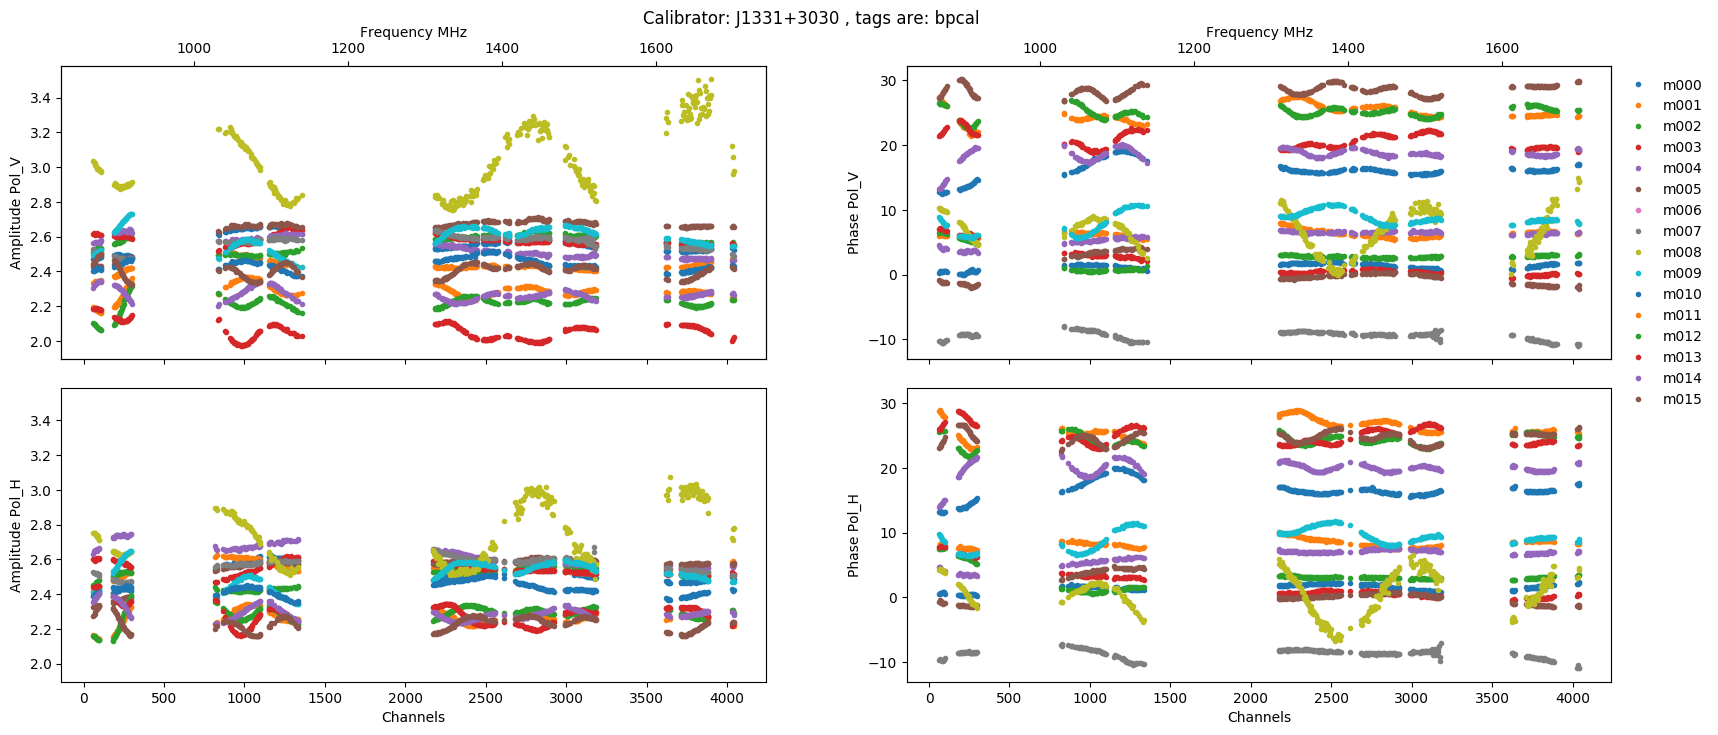 Calibrator: J1331+3030 , tags are: bpcal
Frequency MHz
1000 1200 1400 1600
Amplitude Pol_V
3.4
3.2
3.0
2.8
2.6
2.4
2.2
2.0
Frequency MHz
1000 1200 1400 1600
Phase Pol_V
30
20
10
0
−10
m000
m001
m002
m003
m004
m005
m006
m007
m008
m009
m010
m011
m012
m013
m014
m015
Amplitude Pol_H
3.4
3.2
3.0
2.8
2.6
2.4
2.2
2.0
0 500 1000 1500 2000 2500 3000 3500 4000
Channels
Phase Pol_H
30
20
10
0
−10
0 500 1000 1500 2000 2500 3000 3500 4000
Channels